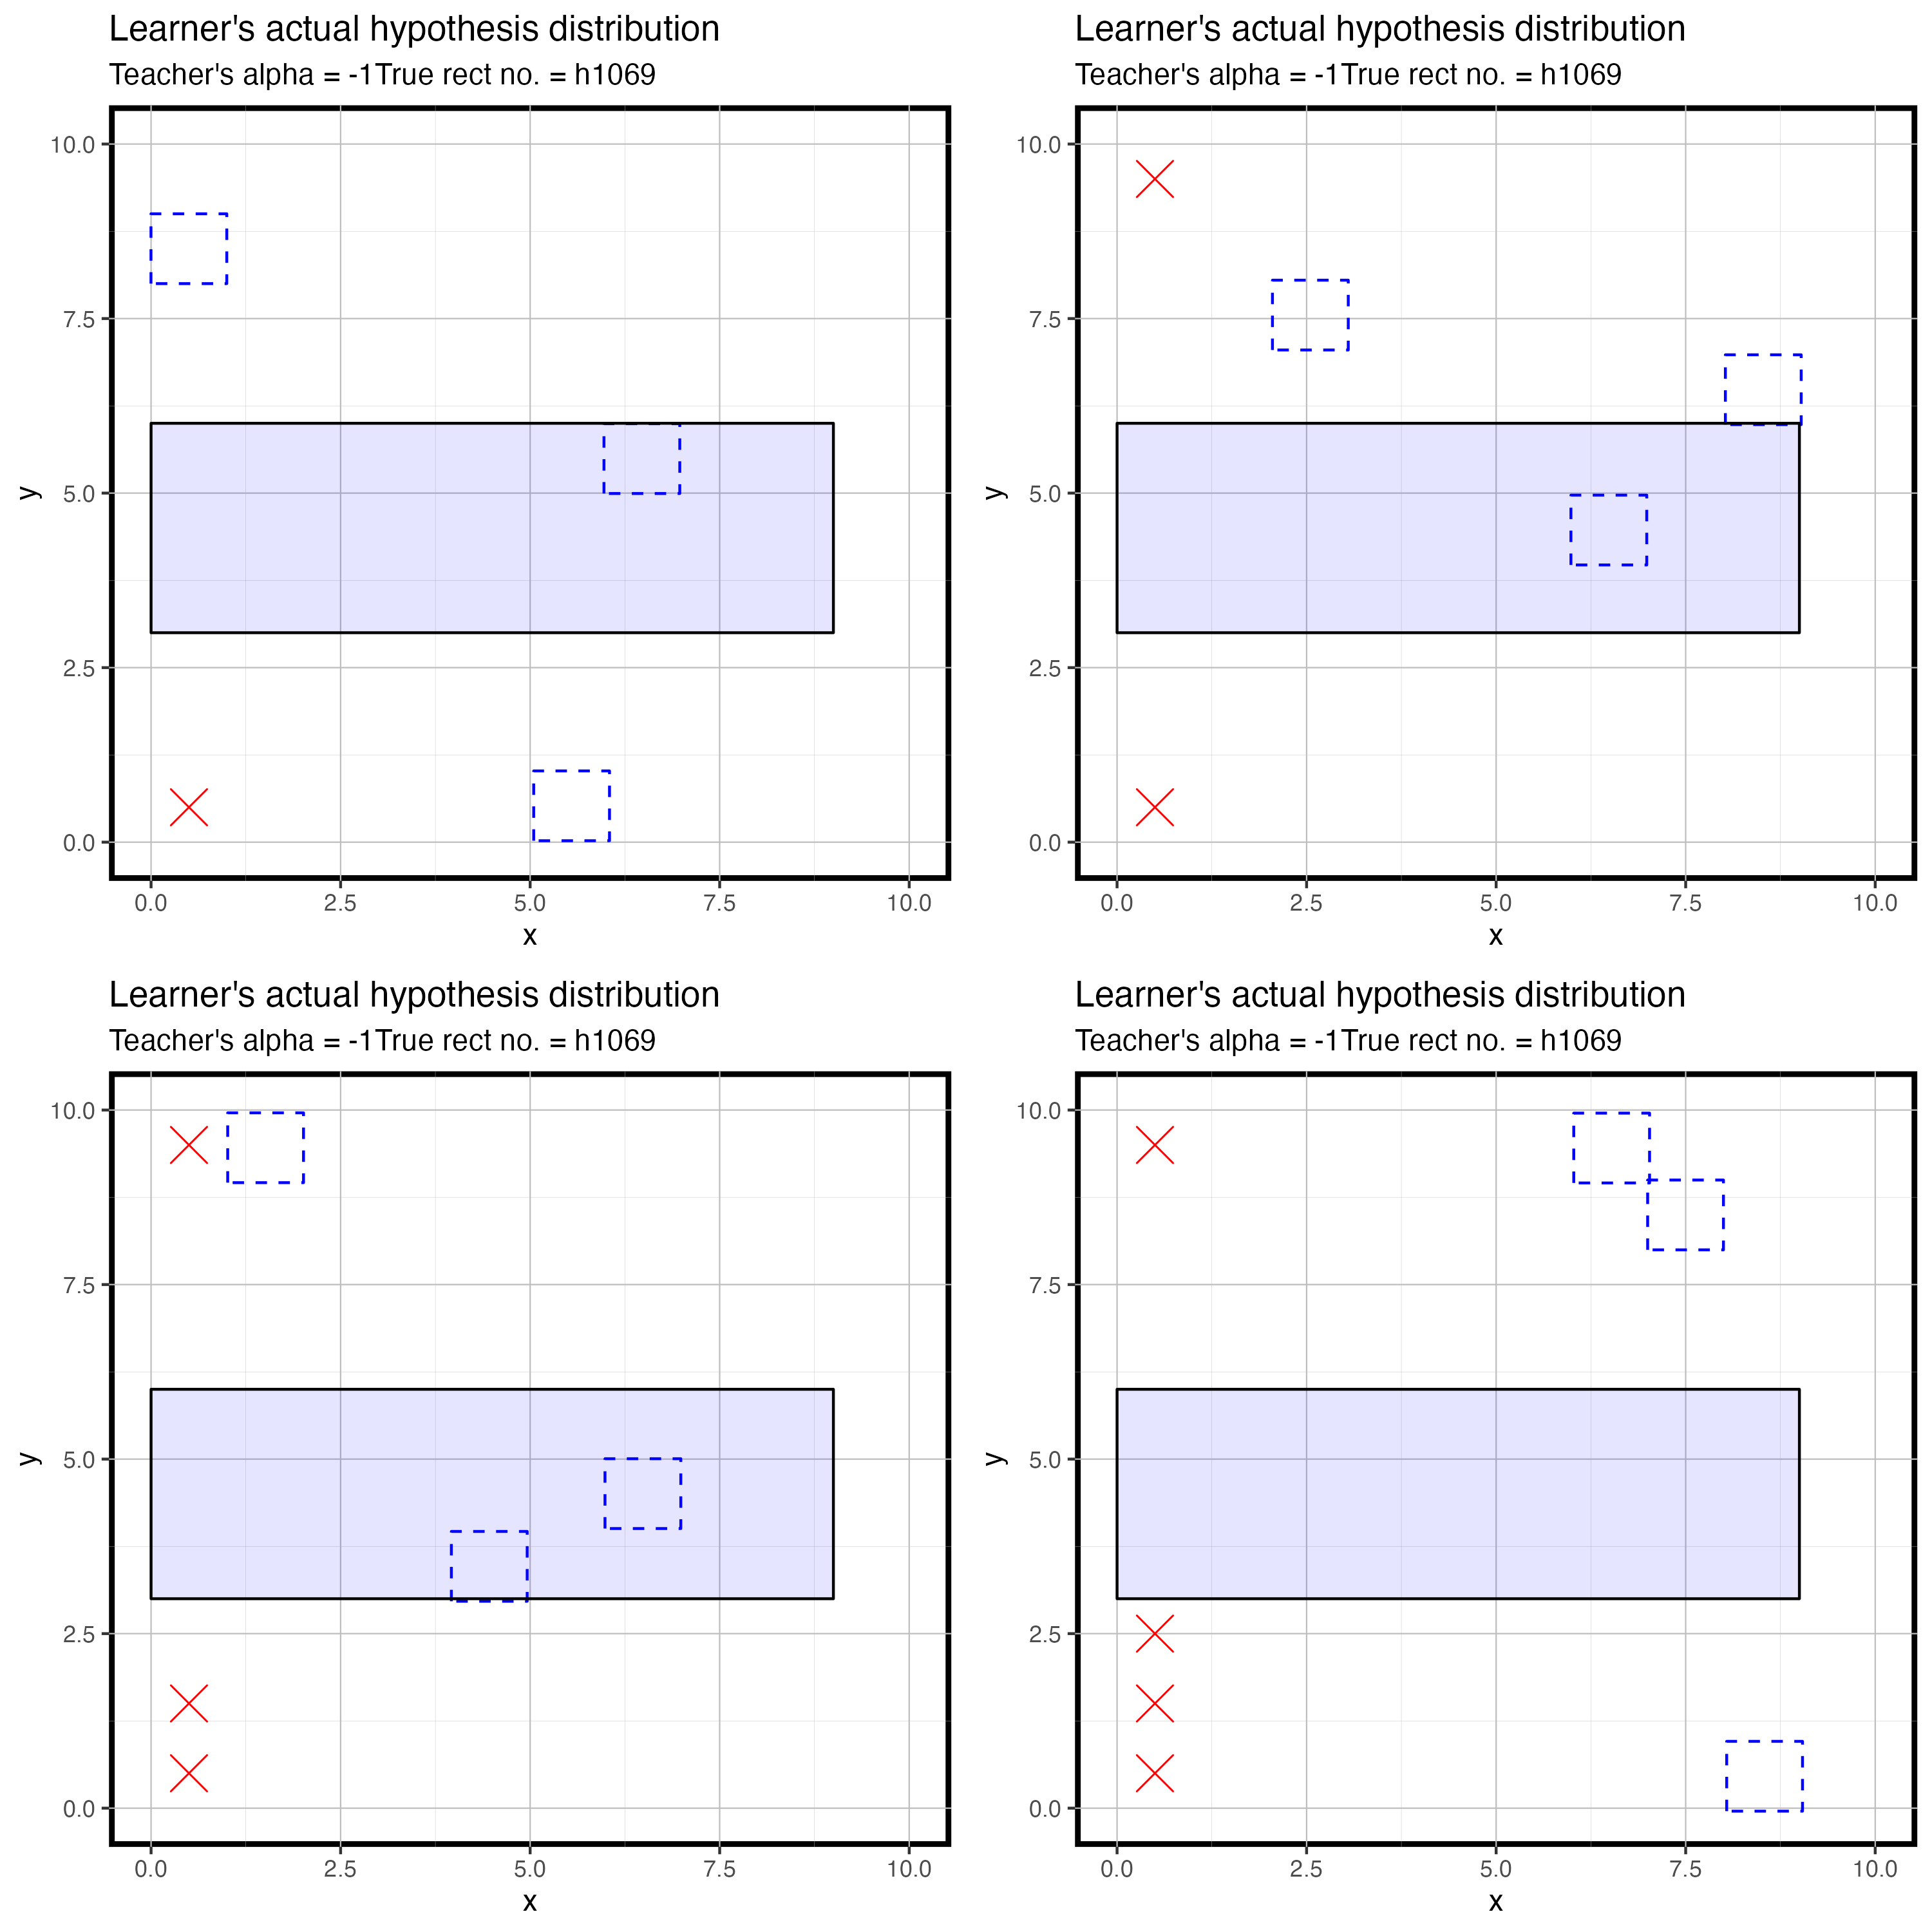 Learner's actual hypothesis distribution
Teacher's alpha = -1True rect no. = h1069
10.0
7.5
5.0
2.5
0.0
y
0.0 2.5 5.0 7.5 10.0
x
Learner's actual hypothesis distribution
Teacher's alpha = -1True rect no. = h1069
10.0
7.5
5.0
2.5
0.0
y
0.0 2.5 5.0 7.5 10.0
x
Learner's actual hypothesis distribution
Teacher's alpha = -1True rect no. = h1069
10.0
7.5
5.0
2.5
0.0
y
0.0 2.5 5.0 7.5 10.0
x
Learner's actual hypothesis distribution
Teacher's alpha = -1True rect no. = h1069
10.0
7.5
5.0
2.5
0.0
y
0.0 2.5 5.0 7.5 10.0
x